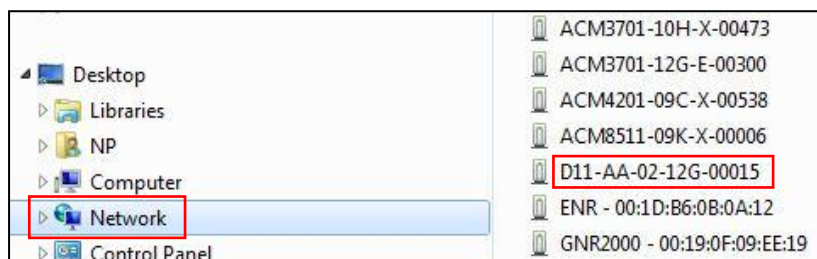 Desktop
Libraries
NP
Computer
Network
Control Panel
ACM3701-10H-X-00473
ACM3701-12G-E-00300
ACM4201-09C-X-00538
ACM8511-09K-X-00006
D11-AA-02-12G-00015
ENR - 00:1D:B6:0B:0A:12
GNR2000 - 00:19:0F:09:EE:19